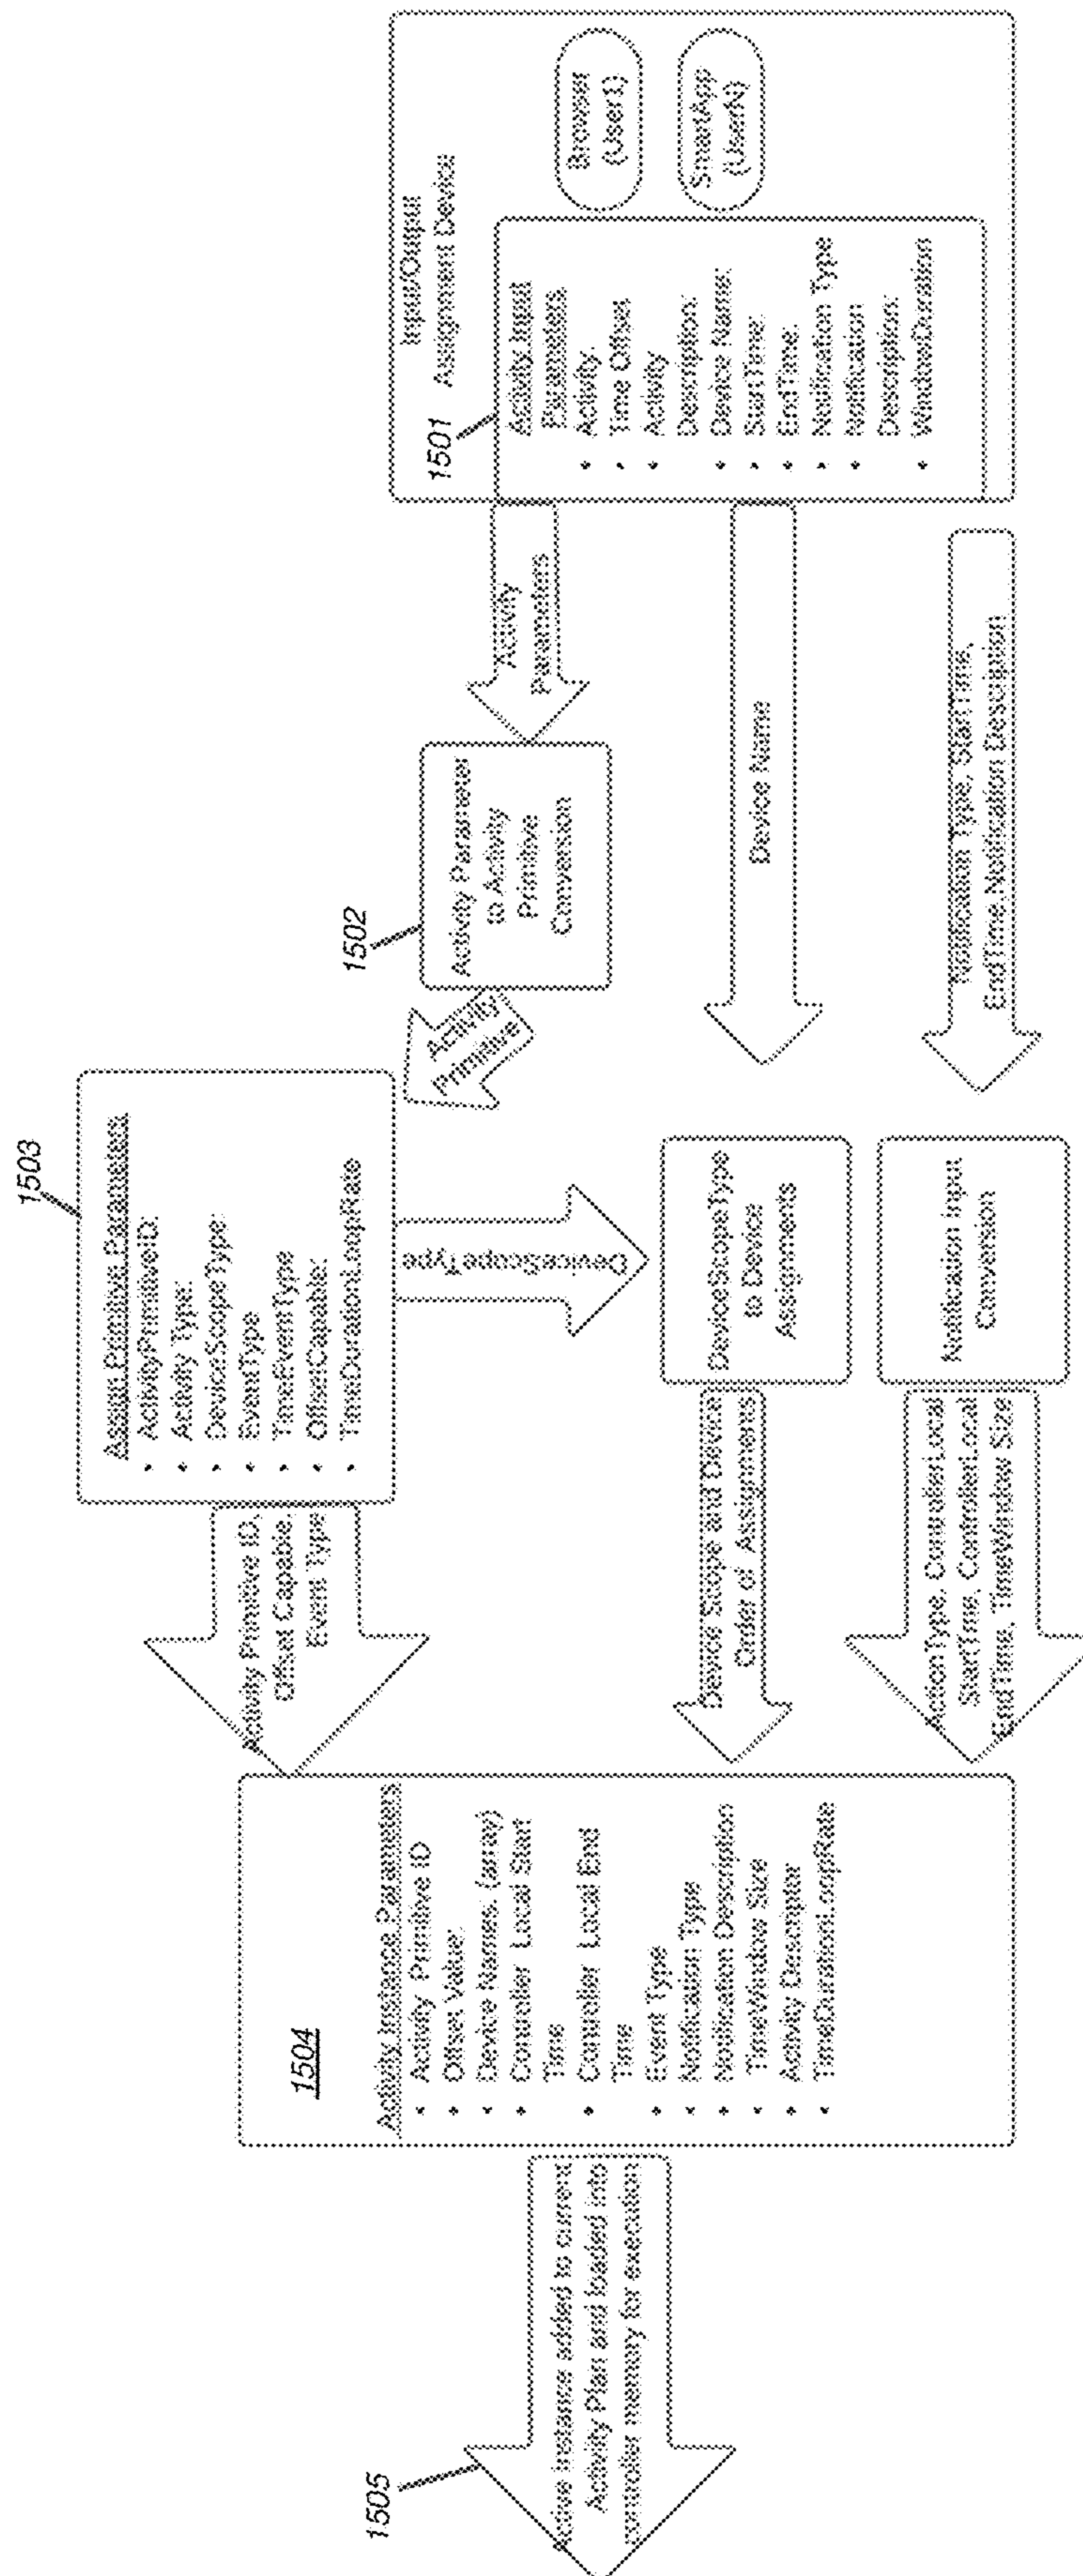 Input/Output
Assignment Device
1501
Activity Input
Parameters
• Activity:
• Time Offset
• Activity
Description:
• Device Name:
• StartTime:
• EndTime:
• Notification Type
• Notification
Description:
• WindowDuration
Browser
(User1)
SmartApp
(UserN)
Activity
Parameters
Device Name
Notification Type, StartTime,
EndTime, Notification Description
1502
Activity Parameter
to Activity
Primitive
Conversion
Activity
Primitive
1503
Assign Primitive Parameters
• ActivityPrimitiveID:
• Activity Type:
• DeviceScopeType:
• EventType
• TimeEventType
• OffsetCapable:
• TimeDurationLoopRate
DeviceScopeType
DeviceScopeType
to Device
Assignments
Notification Input
Conversion
Activity Primitive ID,
Offset Capable,
Event Type
Device Scope and Device
Order of Assignments
ActionType, ControllerLocal
StartTime, ControllerLocal
EndTime, TimeWindow Size
1504
Activity Instance Parameters
• Activity Primitive ID
• Offset Value:
• Device Names: (array)
• Controller Local Start
Time
• Controller Local End
Time
• Event Type
• Notification Type
• Notification Description
• TimeWindow Size
• Activity Descriptor
• TimeDurationLoopRate
1505
Active Instance added to current
Activity Plan and loaded into
controller memory for execution